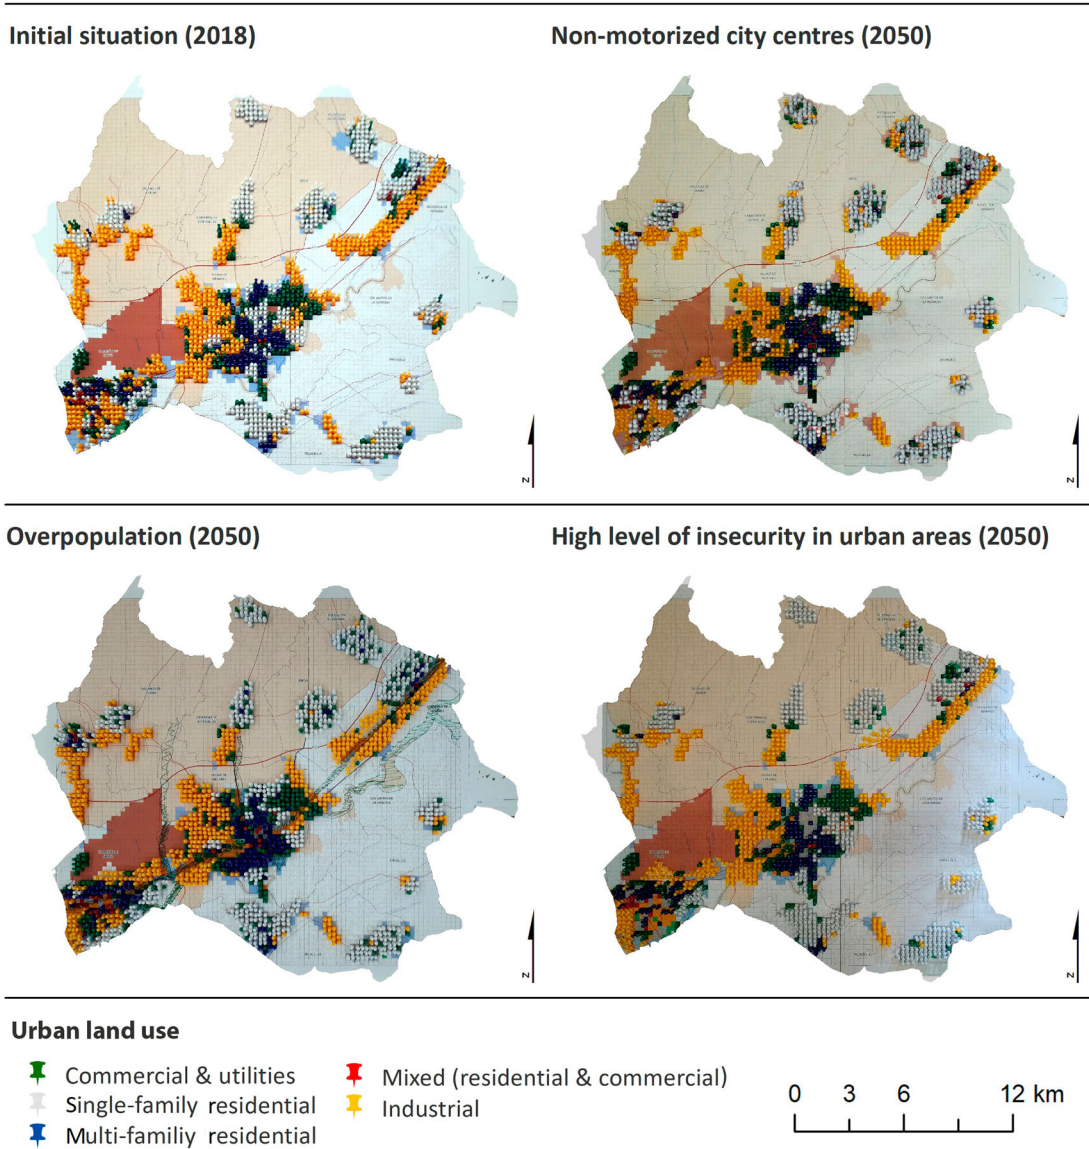 Initial situation (2018)
Non-motorized city centres (2050)
N
N
Overpopulation (2050)
High level of insecurity in urban areas (2050)
N
N
Urban land use
Commercial & utilities
Single-family residential
Multi-familiy residential
Mixed (residential & commercial)
Industrial
0 3 6 12 km